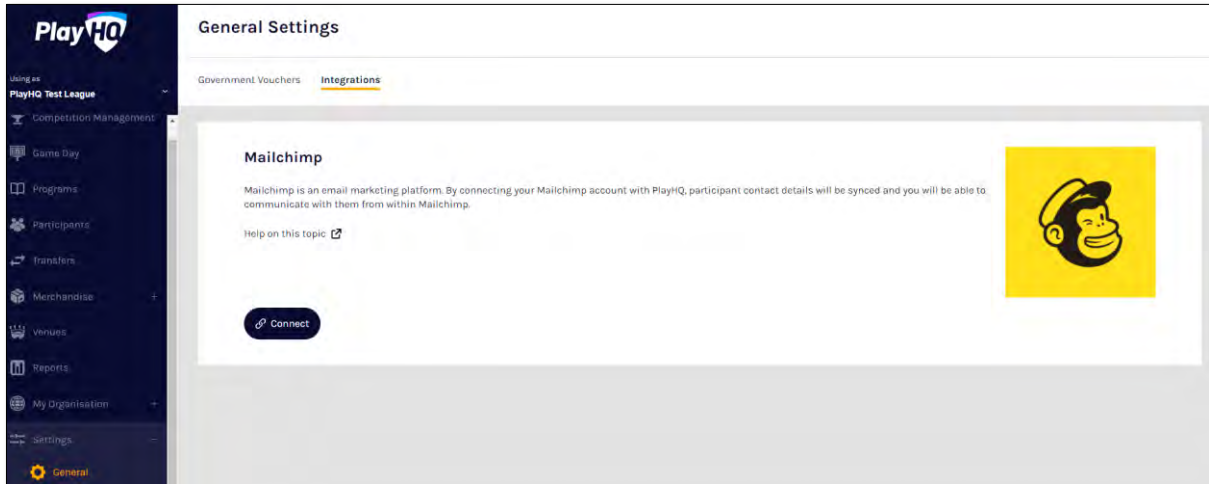 PlayHQ
Using as
PlayHQ Test League
Competition Management
Game Day
Programs
Participants
Transfers
Merchandise +
Venues
Reports
My Organisation +
Settings –
General
General Settings
Government Vouchers Integrations
Mailchimp
Mailchimp is an email marketing platform. By connecting your Mailchimp account with PlayHQ, participant contact details will be synced and you will be able to
communicate with them from within Mailchimp.
Help on this topic
Connect